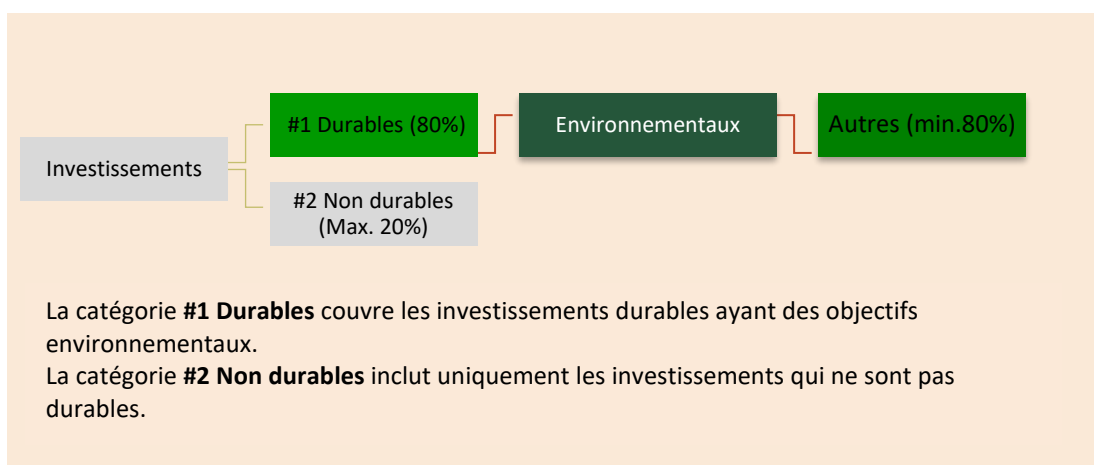 #1 Durables (80%)
Environnementaux
Autres (min.80%)
Investissements
#2 Non durables
(Max. 20%)
La catégorie #1 Durables couvre les investissements durables ayant des objectifs
environnementaux.
La catégorie #2 Non durables inclut uniquement les investissements qui ne sont pas
durables.